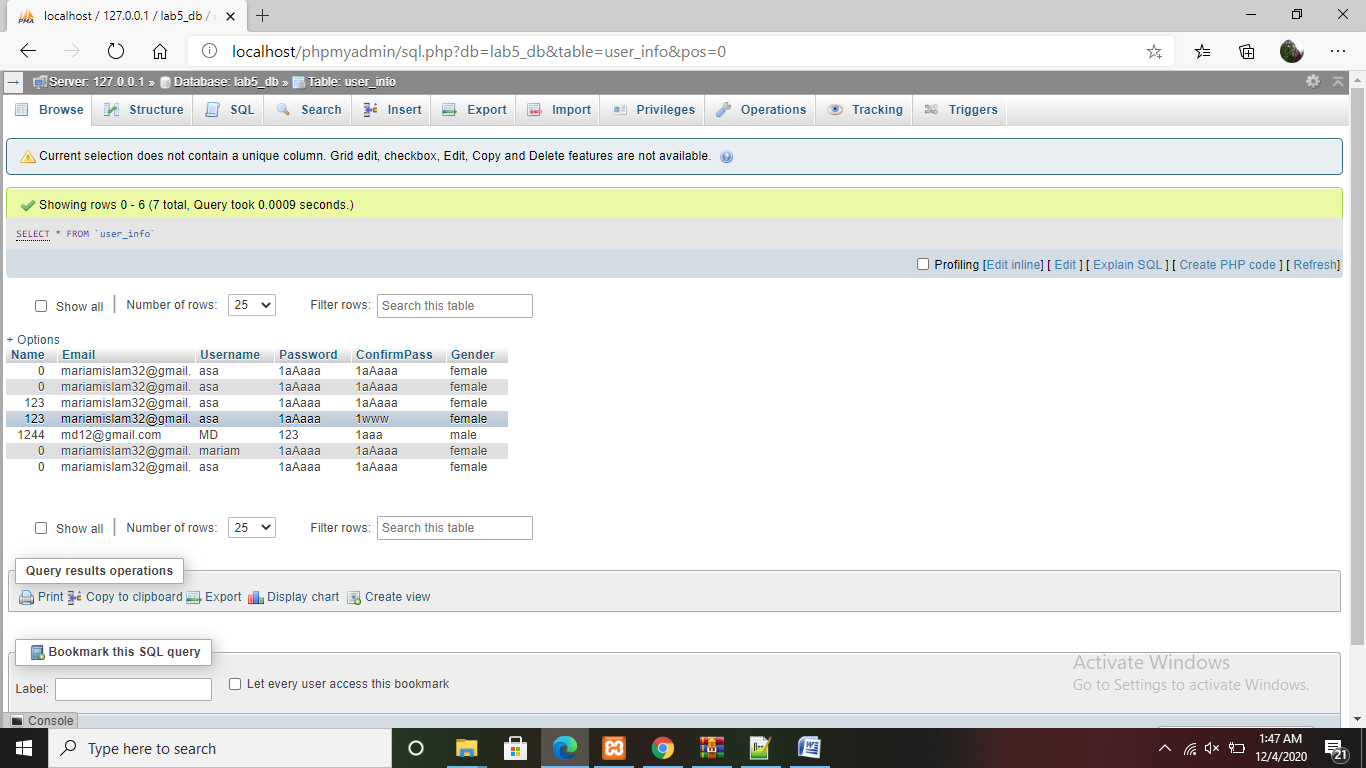 localhost / 127.0.0.1 / lab5_db /
localhost/phpmyadmin/sql.php?db=lab5_db&table=user_info&pos=0
Server: 127.0.0.1 » Database: lab5_db » Table: user_info
Browse Structure SQL Search Insert Export Import Privileges Operations Tracking Triggers
Current selection does not contain a unique column. Grid edit, checkbox, Edit, Copy and Delete features are not available.
Showing rows 0 - 6 (7 total, Query took 0.0009 seconds.)
SELECT * FROM `user_info`
Profiling [Edit inline] [ Edit ] [ Explain SQL ] [ Create PHP code ] [ Refresh]
Show all | Number of rows: 25 Filter rows: Search this table
+ Options
Name Email Username Password ConfirmPass Gender
0 mariamislam32@gmail. asa 1aAaaa 1aAaaa female
0 mariamislam32@gmail. asa 1aAaaa 1aAaaa female
123 mariamislam32@gmail. asa 1aAaaa 1aAaaa female
123 mariamislam32@gmail. asa 1aAaaa 1www female
1244 md12@gmail.com MD 123 1aaa male
0 mariamislam32@gmail. mariam 1aAaaa 1aAaaa female
0 mariamislam32@gmail. asa 1aAaaa 1aAaaa female
Show all | Number of rows: 25 Filter rows: Search this table
Query results operations
Print Copy to clipboard Export Display chart Create view
Bookmark this SQL query
Label: Let every user access this bookmark
Activate Windows
Go to Settings to activate Windows.
Console
Type here to search
1:47 AM
12/4/2020
21